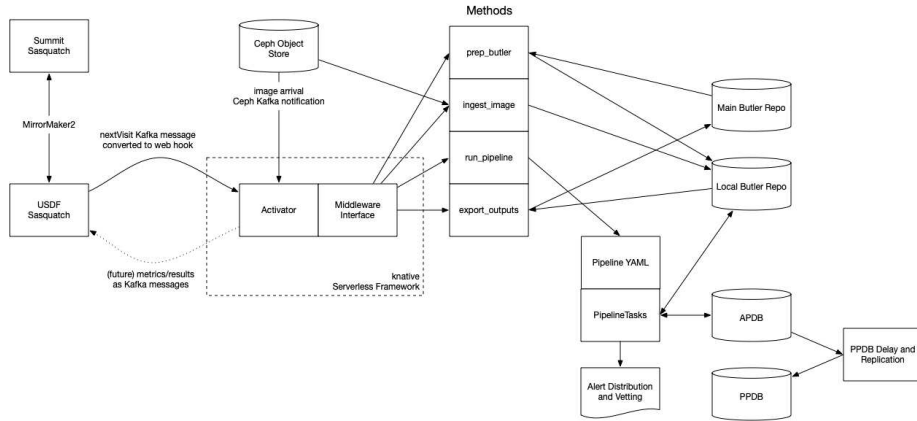 Methods
Summit
Sasquatch
Ceph Object
Store
prep_butler
image arrival
Ceph Kafka notification
ingest_image
Main Butler Repo
MirrorMaker2
nextVisit Kafka message
converted to web hook
run_pipeline
USDF
Sasquatch
Activator
Middleware
Interface
export_outputs
Local Butler Repo
(future) metrics/results
as Kafka messages
knative
Serverless Framework
Pipeline YAML
PipelineTasks
APDB
PPDB Delay and
Replication
Alert Distribution
and Vetting
PPDB